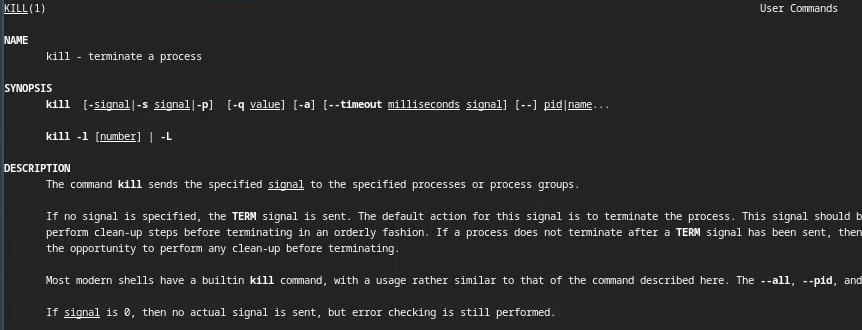 KILL(1) User Commands
NAME
kill - terminate a process
SYNOPSIS
kill [-signal|-s signal|-p] [-q value] [-a] [--timeout milliseconds signal] [--] pid|name...
kill -l [number] | -L
DESCRIPTION
The command kill sends the specified signal to the specified processes or process groups.
If no signal is specified, the TERM signal is sent. The default action for this signal is to terminate the process. This signal should b
perform clean-up steps before terminating in an orderly fashion. If a process does not terminate after a TERM signal has been sent, then
the opportunity to perform any clean-up before terminating.
Most modern shells have a builtin kill command, with a usage rather similar to that of the command described here. The --all, --pid, and
If signal is 0, then no actual signal is sent, but error checking is still performed.